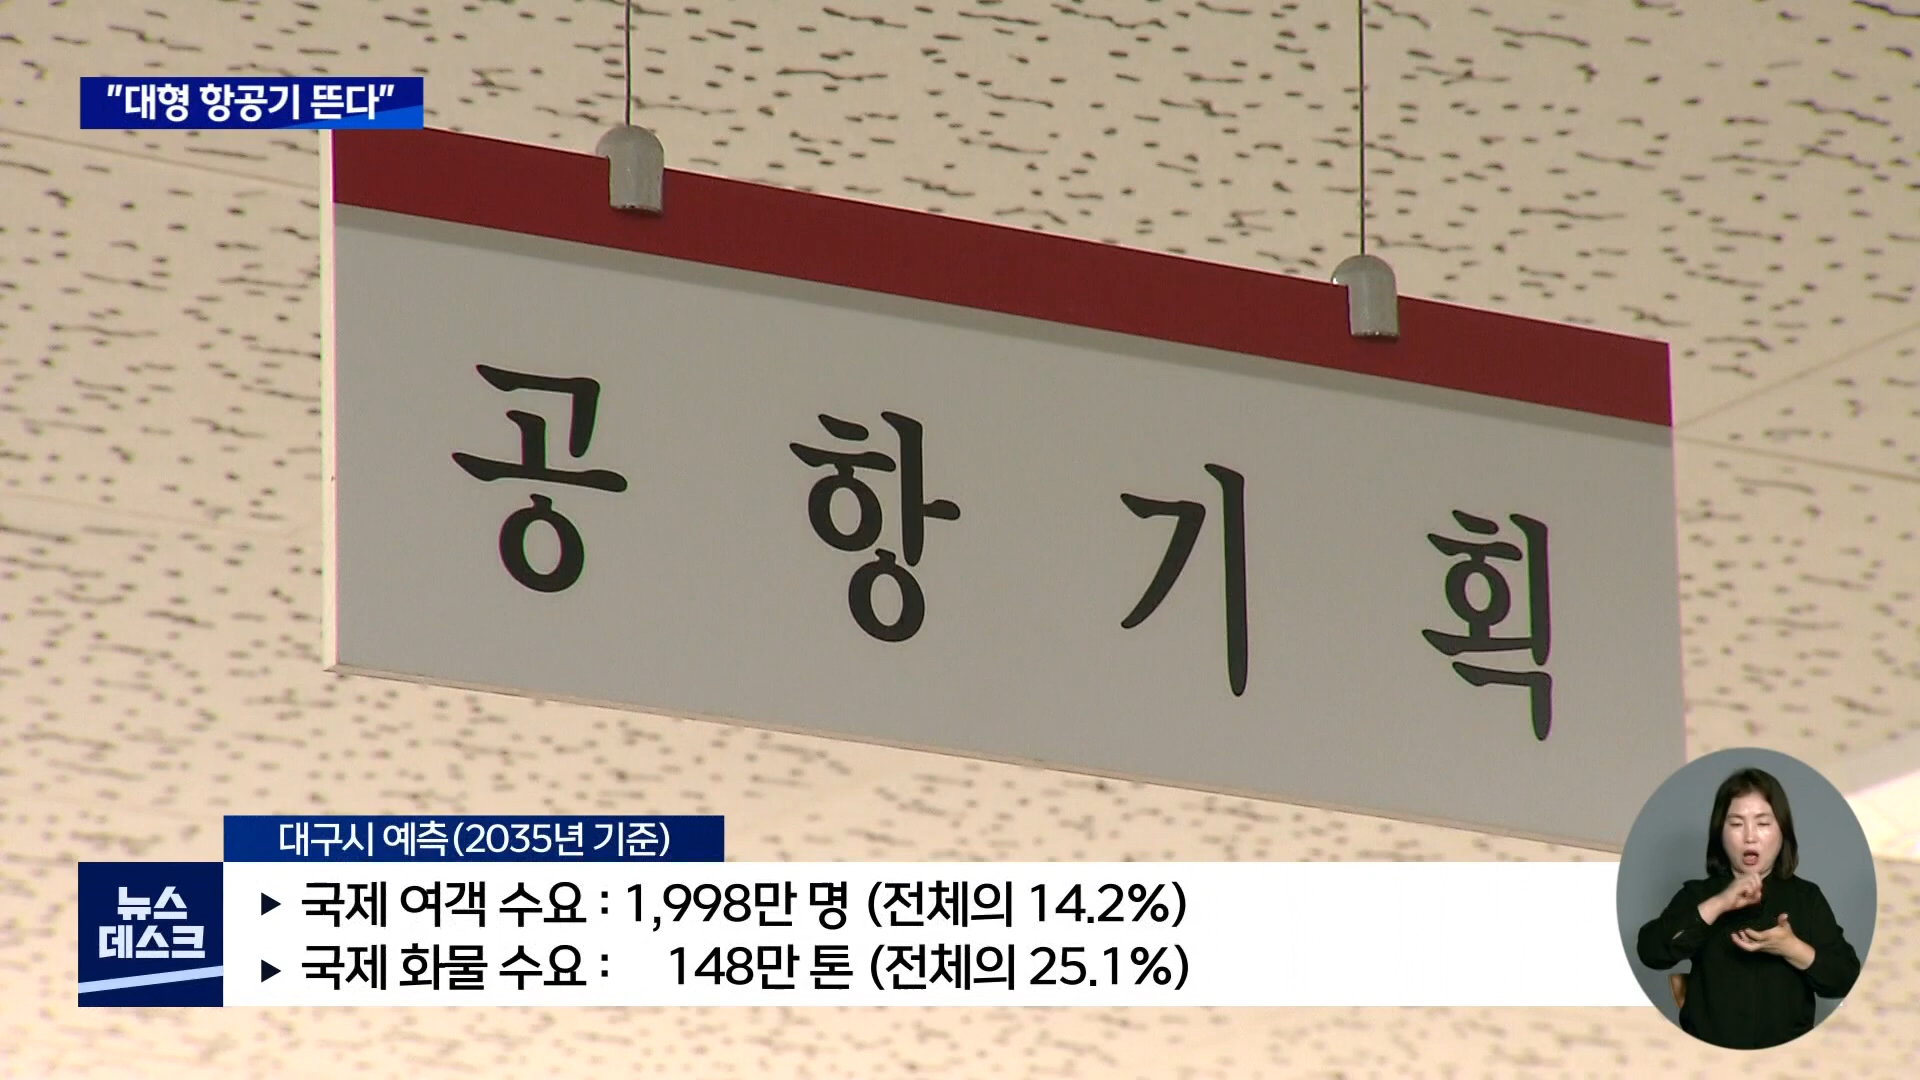 "대형 항공기 뜬다"
공항기획
대구시 예측(2035년 기준)
뉴스
데스크
▶ 국제 여객 수요 : 1,998만 명 (전체의 14.2%)
▶ 국제 화물 수요 : 148만 톤 (전체의 25.1%)